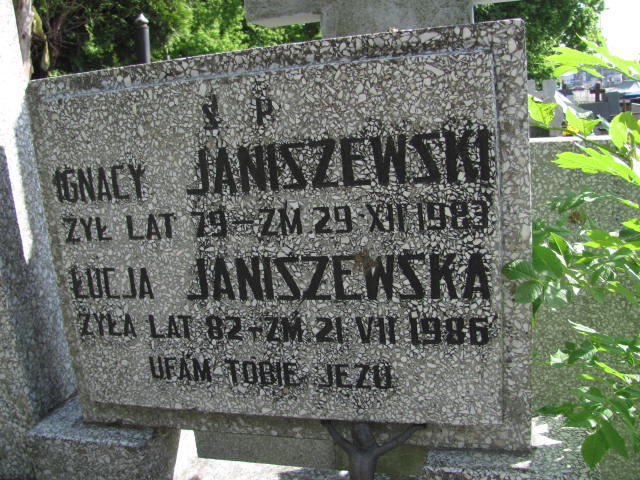 Ś P
IGNACY JANISZEWSKI
ŻYŁ LAT 79-ZM. 29·XII 1983
ŁUCJA JANISZEWSKA
ŻYŁA LAT 82+ZM 21 VII 1986
UFAM TOBIE JEZU